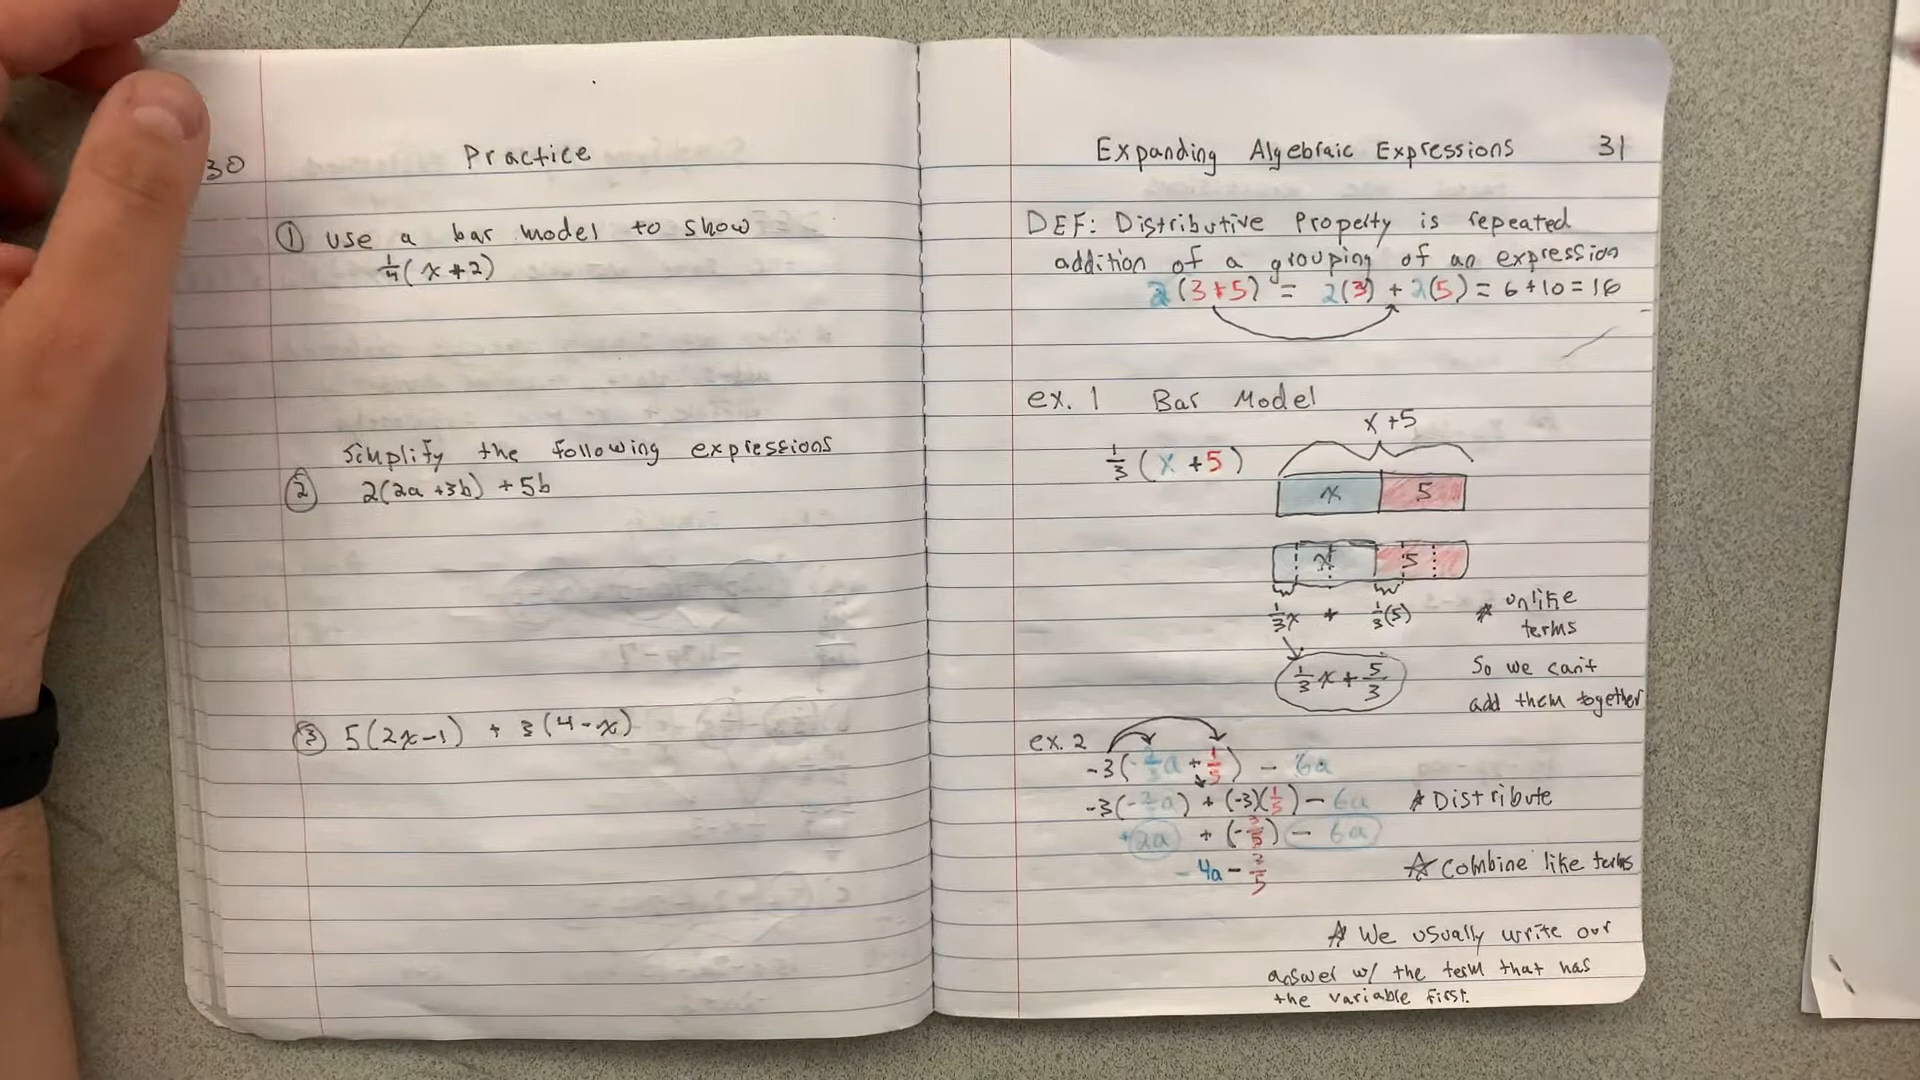 30
Practice
① Use a bar model to show
1/4(x+2)
Simplify the following expressions
② 2(2a+3b)+5b
③ 5(2x-1) + 3(4-x)
Expanding Algebraic Expressions 31
DEF: Distributive Property is repeated
addition of a grouping of an expression
2(3+5) = 2(3) + 2(5) = 6+10=16
ex. 1 Bar Model
x+5
1/3(x+5)
x 5
x 5
1/3x + 1/3(5)
* unlike
terms
1/3x + 5/3
So we can't
add them together
ex. 2
-3(-2/3a + 1/5) - 6a
-3(-2/3a) + (-3)(1/5) - 6a ☆ Distribute
+2a + (-3/5) - 6a
-4a - 3/5 ☆ Combine like terms
☆ We usually write our
answer w/ the term that has
the variable first.